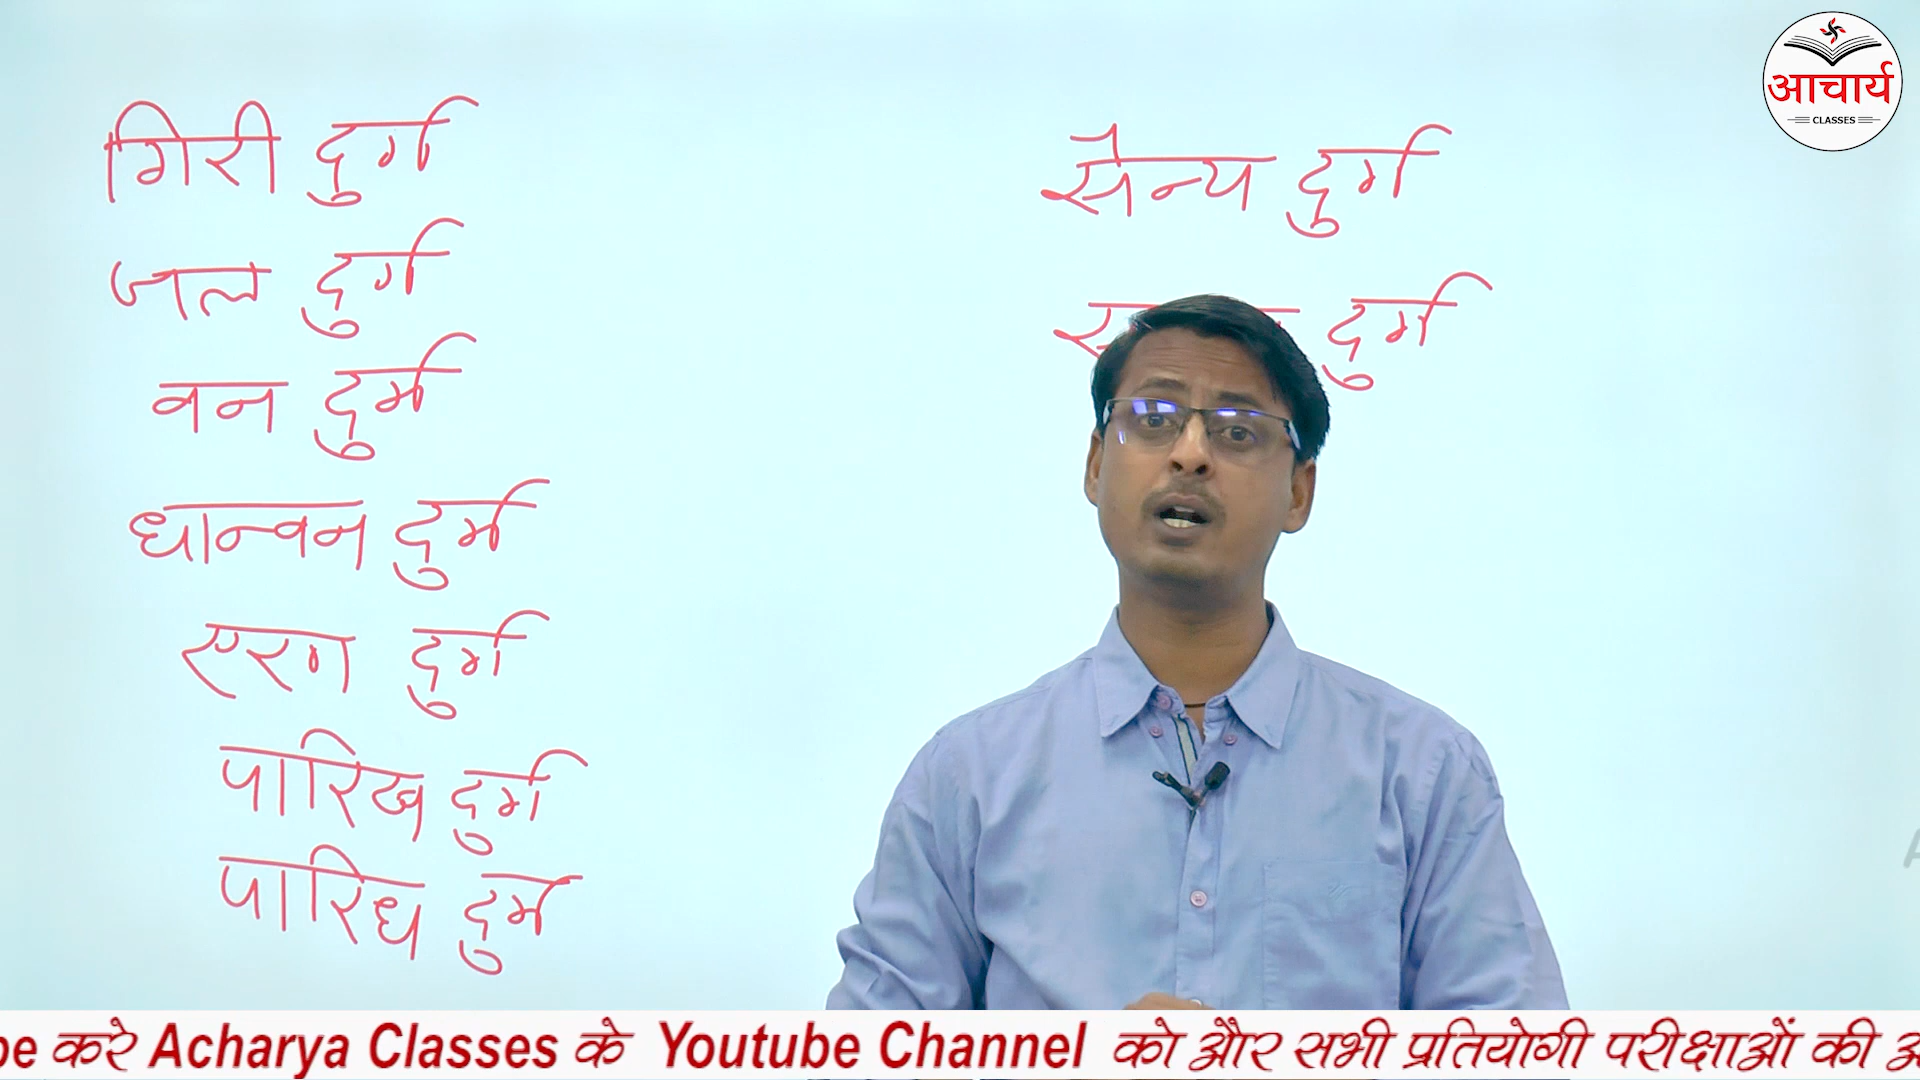 गिरी दुर्ग
जल दुर्ग
वन दुर्ग
धान्वन दुर्ग
एरण दुर्ग
पारिख दुर्ग
पारिध दुर्ग
सैन्य दुर्ग
दुर्ग
आचार्य
CLASSES
करे Acharya Classes के Youtube Channel को और सभी प्रतियोगी परीक्षाओं की